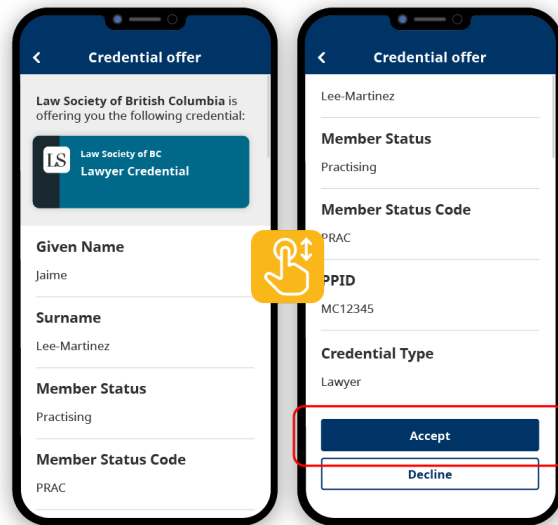 Credential offer
Law Society of British Columbia is
offering you the following credential:
LS
Law Society of BC
Lawyer Credential
Given Name
Jaime
Surname
Lee-Martinez
Member Status
Practising
Member Status Code
PRAC
Credential offer
Lee-Martinez
Member Status
Practising
Member Status Code
PRAC
PPID
MC12345
Credential Type
Lawyer
Accept
Decline